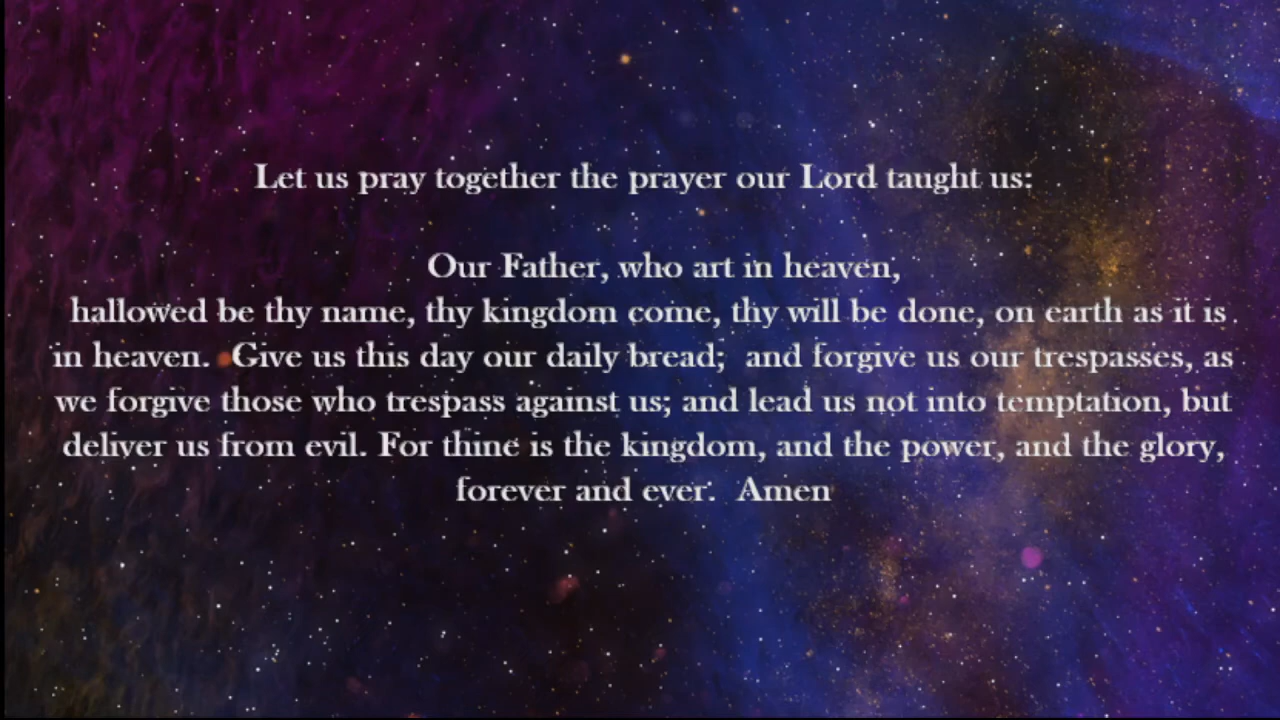 Let us pray together the prayer our Lord taught us:
Our Father, who art in heaven,
hallowed be thy name, thy kingdom come, thy will be done, on earth as it is
in heaven.  Give us this day our daily bread;  and forgive us our trespasses, as
we forgive those who trespass against us; and lead us not into temptation, but
deliver us from evil. For thine is the kingdom, and the power, and the glory,
forever and ever.  Amen